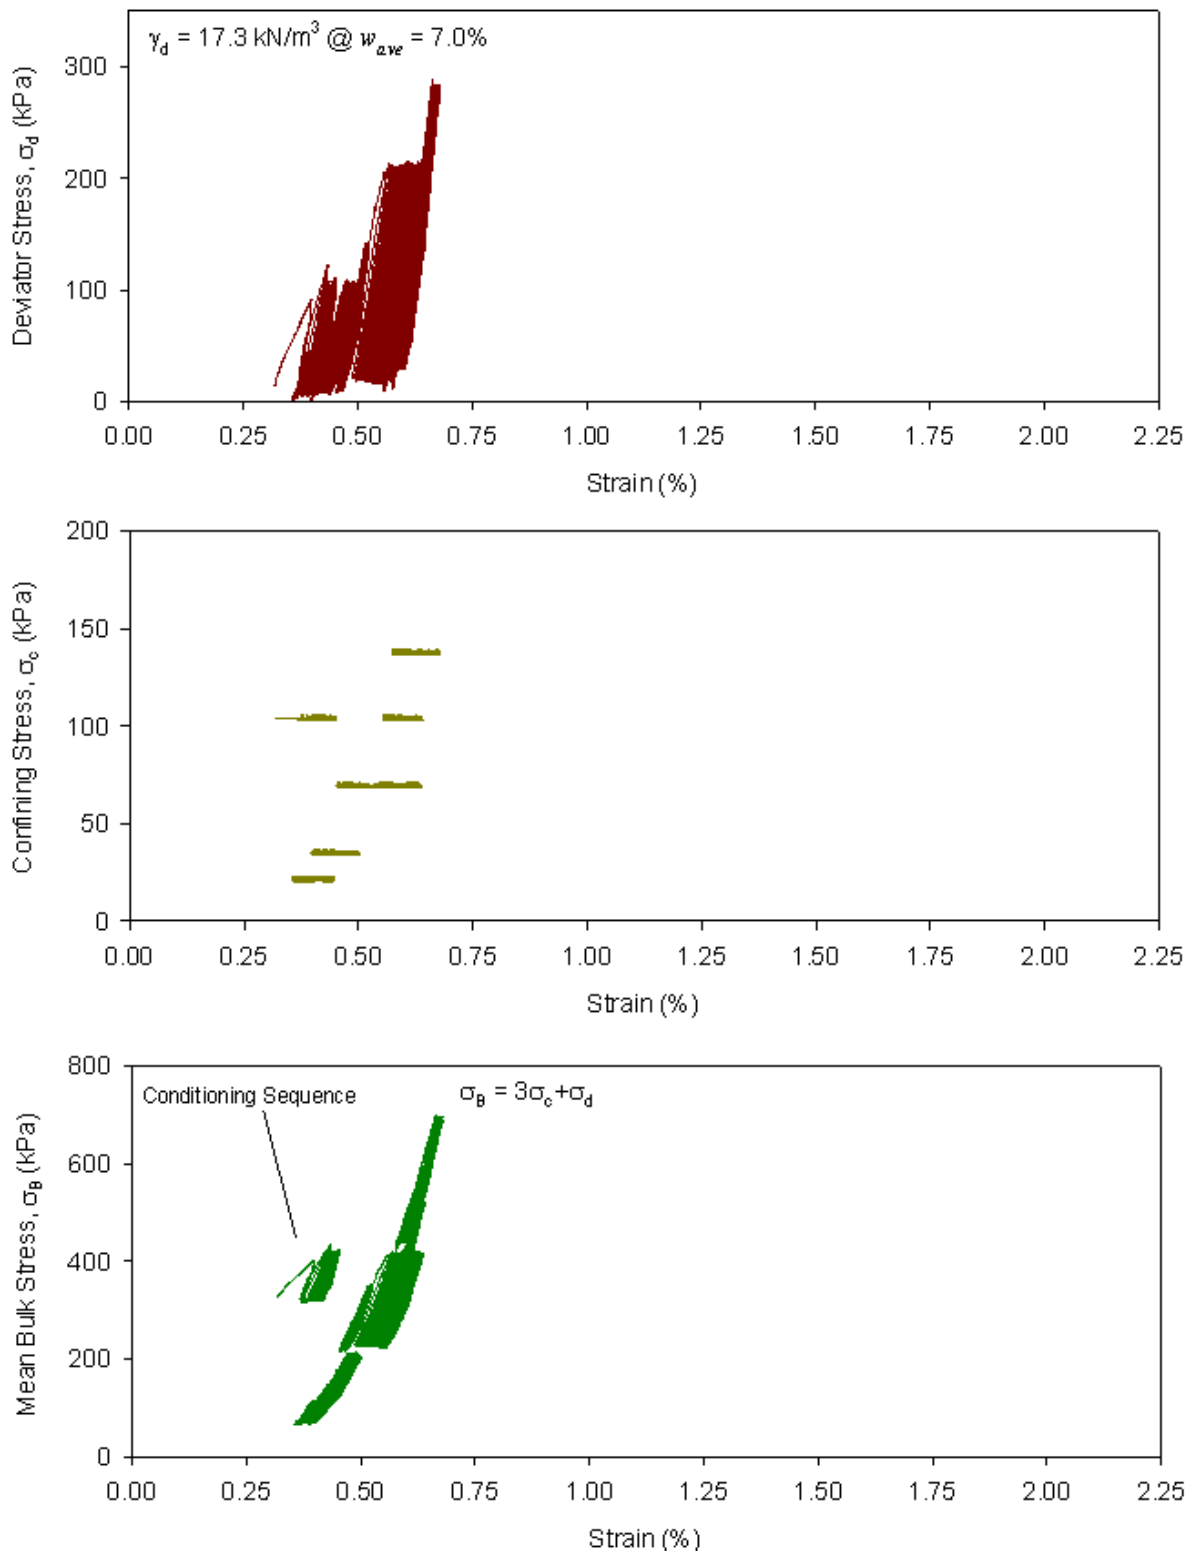 γd = 17.3 kN/m³ @ wave = 7.0%
Deviator Stress, σd (kPa)
300
200
100
0
0.00 0.25 0.50 0.75 1.00 1.25 1.50 1.75 2.00 2.25
Strain (%)
Confining Stress, σc (kPa)
200
150
100
50
0
0.00 0.25 0.50 0.75 1.00 1.25 1.50 1.75 2.00 2.25
Strain (%)
Mean Bulk Stress, σB (kPa)
800
Conditioning Sequence
σB = 3σc+σd
600
400
200
0
0.00 0.25 0.50 0.75 1.00 1.25 1.50 1.75 2.00 2.25
Strain (%)